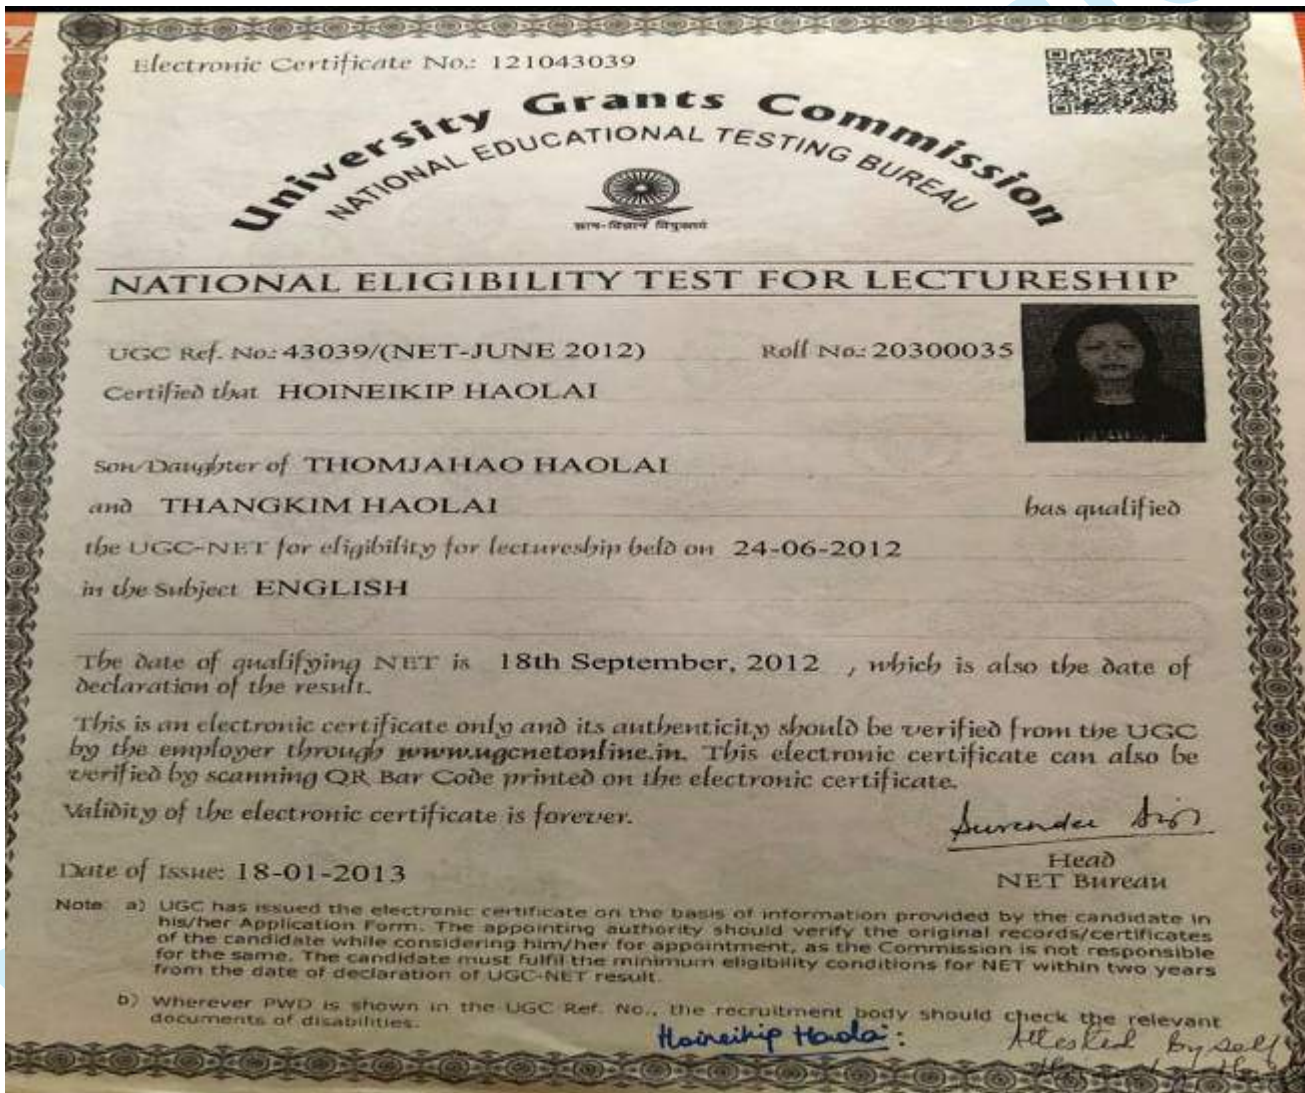 Electronic Certificate No.: 121043039
University Grants Commission
NATIONAL EDUCATIONAL TESTING BUREAU
ज्ञान-विज्ञानं विमुक्तये
NATIONAL ELIGIBILITY TEST FOR LECTURESHIP
UGC Ref. No.: 43039/(NET-JUNE 2012) Roll No.: 20300035
Certified that HOINEIKIP HAOLAI
Son/Daughter of THOMJAHAO HAOLAI
and THANGKIM HAOLAI has qualified
the UGC-NET for eligibility for lectureship held on 24-06-2012
in the Subject ENGLISH
The date of qualifying NET is 18th September, 2012 , which is also the date of
declaration of the result.
This is an electronic certificate only and its authenticity should be verified from the UGC
by the employer through www.ugcnetonline.in. This electronic certificate can also be
verified by scanning QR Bar Code printed on the electronic certificate.
Validity of the electronic certificate is forever.
Surender
Head
NET Bureau
Date of Issue: 18-01-2013
Note: a) UGC has issued the electronic certificate on the basis of information provided by the candidate in
his/her Application Form. The appointing authority should verify the original records/certificates
of the candidate while considering him/her for appointment, as the Commission is not responsible
for the same. The candidate must fulfil the minimum eligibility conditions for NET within two years
from the date of declaration of UGC-NET result.
b) Wherever PWD is shown in the UGC Ref. No., the recruitment body should check the relevant
documents of disabilities.
Hoineikip Haolai:
Attested by self